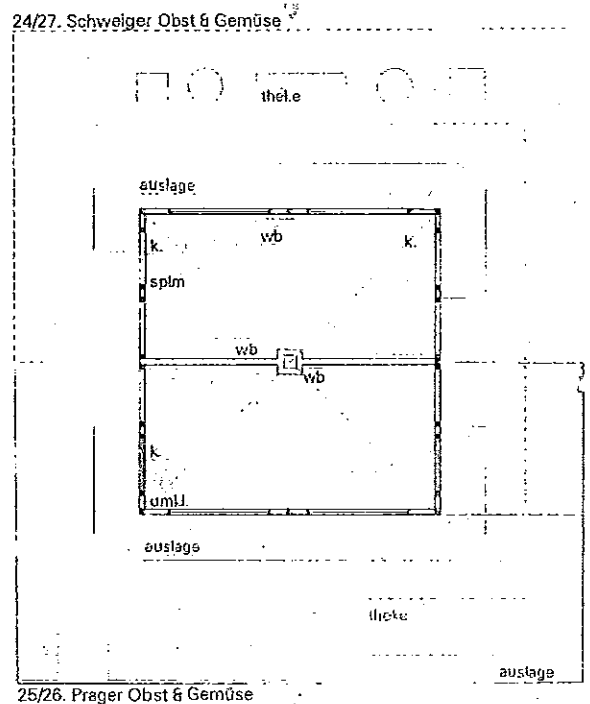 24/27. Schweiger Obst & Gemüse
theke
auslage
wb
k.
k.
splm
wb
wb
k.
umkl.
auslage
theke
auslage
25/26. Prager Obst & Gemüse